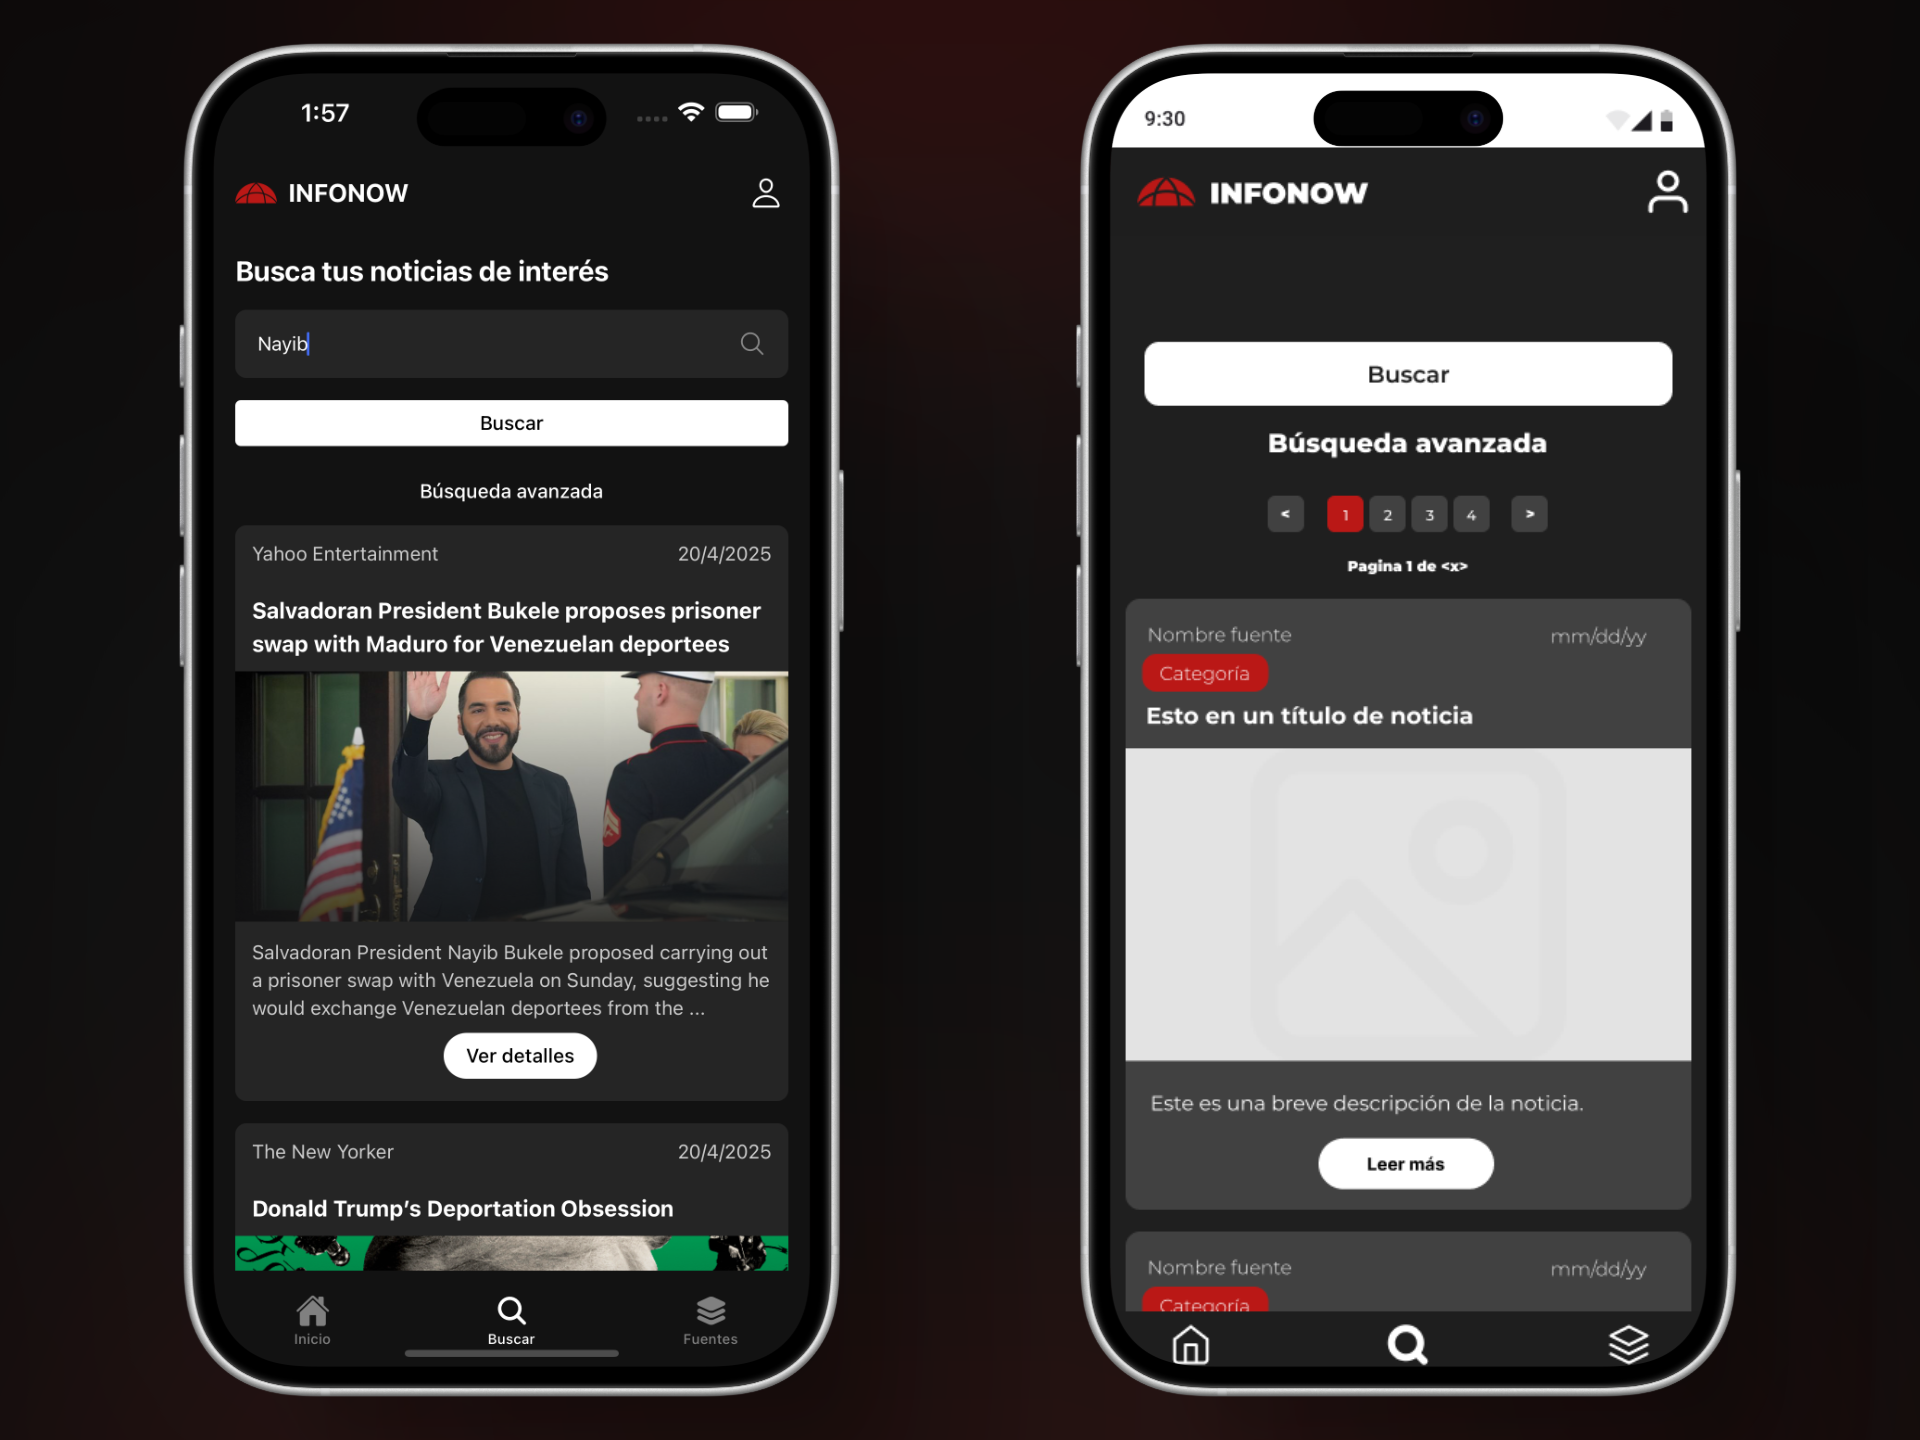 1:57
INFONOW
Busca tus noticias de interés
Nayib
Buscar
Búsqueda avanzada
Yahoo Entertainment 20/4/2025
Salvadoran President Bukele proposes prisoner
swap with Maduro for Venezuelan deportees
Salvadoran President Nayib Bukele proposed carrying out
a prisoner swap with Venezuela on Sunday, suggesting he
would exchange Venezuelan deportees from the ...
Ver detalles
The New Yorker 20/4/2025
Donald Trump’s Deportation Obsession
Inicio Buscar Fuentes
9:30
INFONOW
Buscar
Búsqueda avanzada
< 1 2 3 4 >
Pagina 1 de <x>
Nombre fuente mm/dd/yy
Categoría
Esto en un título de noticia
Este es una breve descripción de la noticia.
Leer más
Nombre fuente mm/dd/yy
Categoría